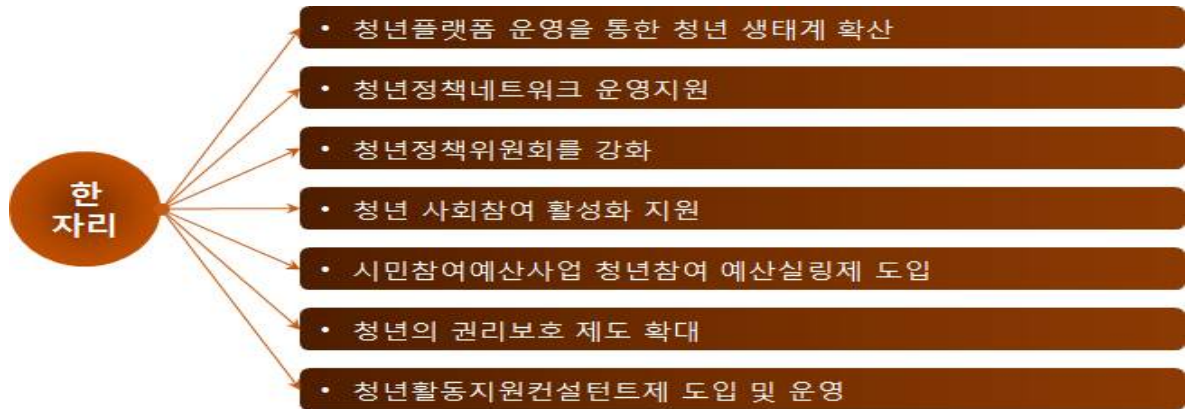 한
자리
• 청년플랫폼 운영을 통한 청년 생태계 확산
• 청년정책네트워크 운영지원
• 청년정책위원회를 강화
• 청년 사회참여 활성화 지원
• 시민참여예산사업 청년참여 예산실링제 도입
• 청년의 권리보호 제도 확대
• 청년활동지원컨설턴트제 도입 및 운영